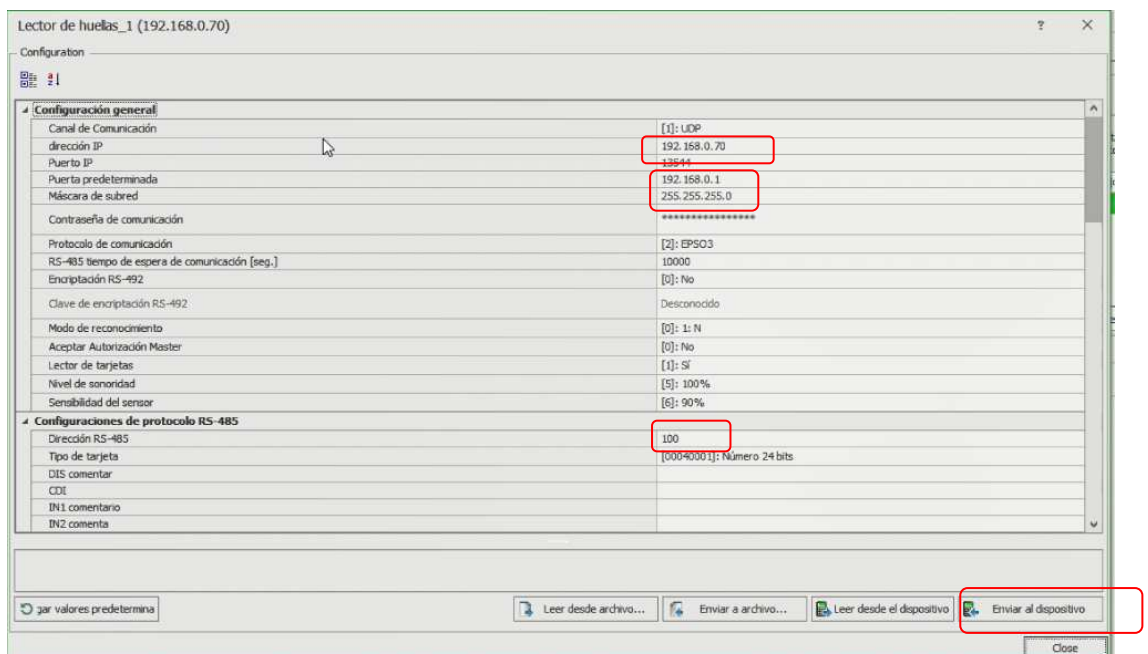 Lector de huellas_1 (192.168.0.70) ?
Configuration
Configuración general
Canal de Comunicación [1]: UDP
dirección IP 192.168.0.70
Puerto IP 13544
Puerta predeterminada 192.168.0.1
Máscara de subred 255.255.255.0
Contraseña de comunicación ****************
Protocolo de comunicación [2]: EPSO3
RS-485 tiempo de espera de comunicación [seg.] 10000
Encriptación RS-492 [0]: No
Clave de encriptación RS-492 Desconocido
Modo de reconocimiento [0]: 1: N
Aceptar Autorización Master [0]: No
Lector de tarjetas [1]: Sí
Nivel de sonoridad [5]: 100%
Sensibilidad del sensor [6]: 90%
Configuraciones de protocolo RS-485
Dirección RS-485 100
Tipo de tarjeta [00040001]: Número 24 bits
DIS comentar
CDI
IN1 comentario
IN2 comenta
gar valores predetermina Leer desde archivo... Enviar a archivo... Leer desde el dispositivo Enviar al dispositivo
Close